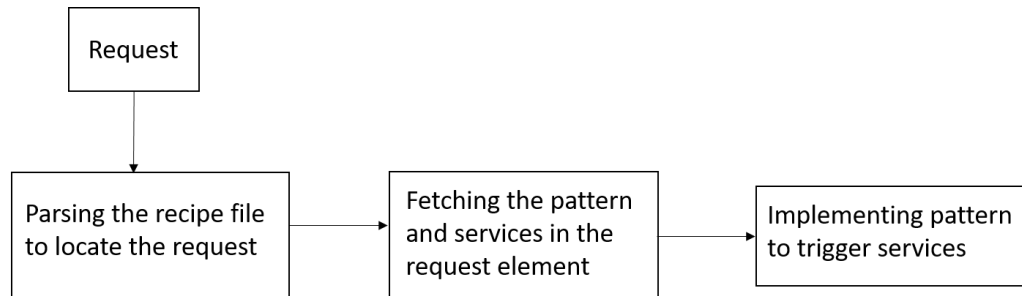 Request
Parsing the recipe file
to locate the request
Fetching the pattern
and services in the
request element
Implementing pattern
to trigger services